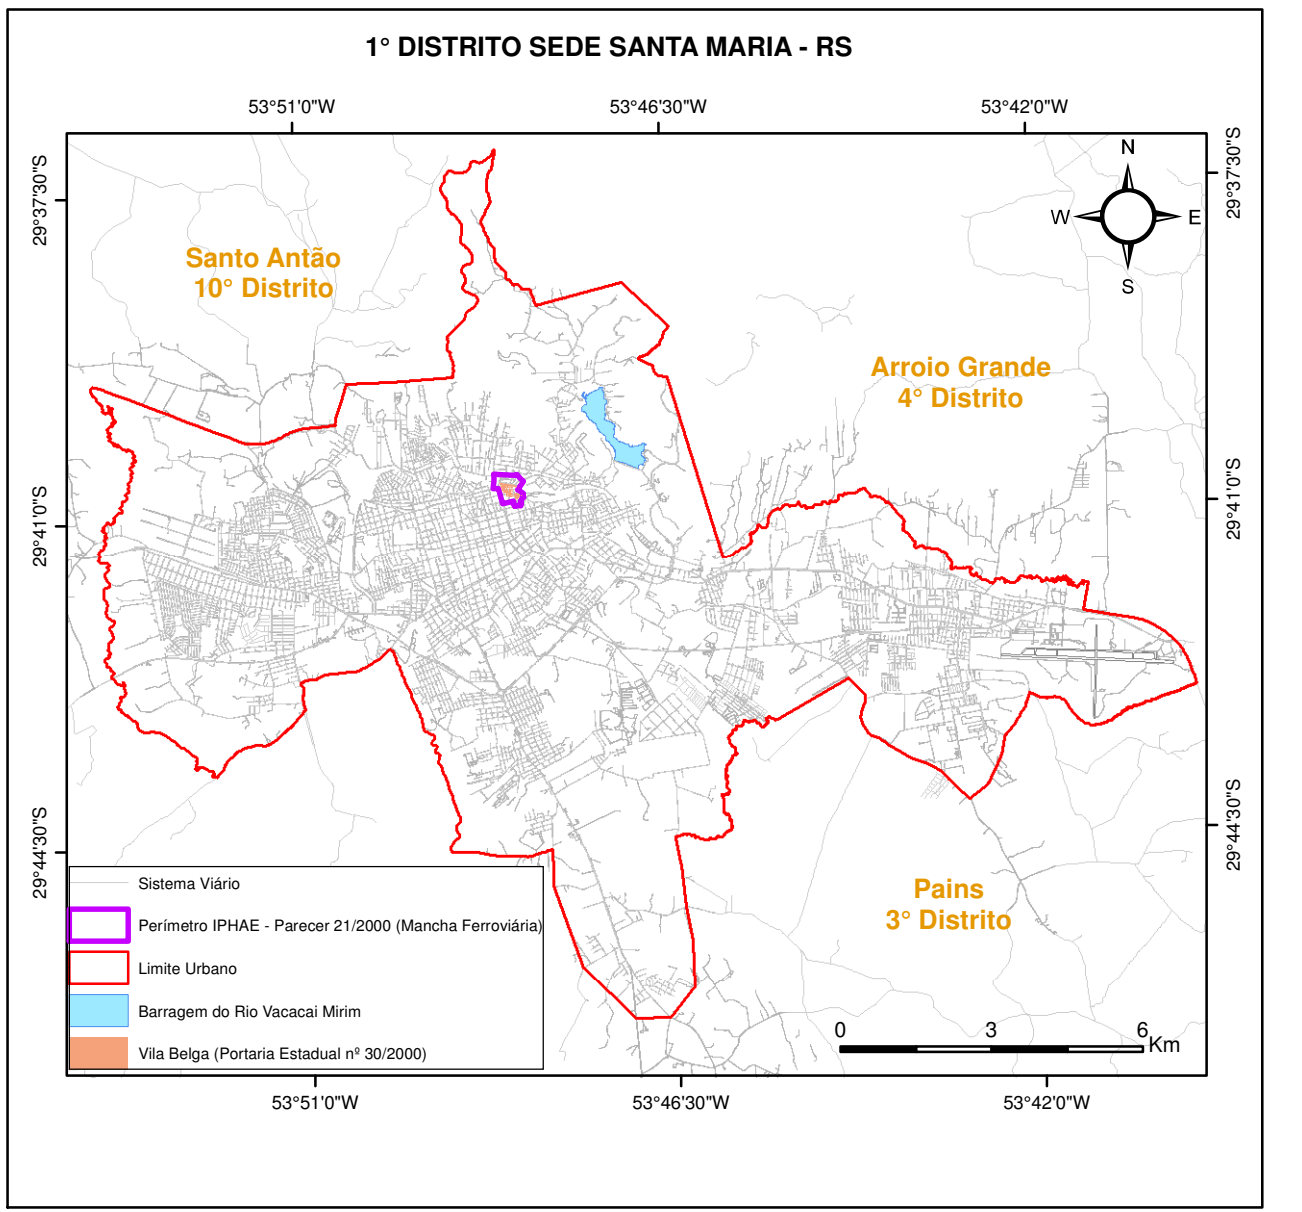 1° DISTRITO SEDE SANTA MARIA - RS
53°51'0"W
53°46'30"W
53°42'0"W
29°37'30"S
29°37'30"S
N
W
E
S
Santo Antão
10° Distrito
Arroio Grande
4° Distrito
29°41'0"S
29°41'0"S
29°44'30"S
29°44'30"S
Pains
3° Distrito
Sistema Viário
Perímetro IPHAE - Parecer 21/2000 (Mancha Ferroviária)
Limite Urbano
Barragem do Rio Vacacai Mirim
Vila Belga (Portaria Estadual nº 30/2000)
0
3
6
Km
53°51'0"W
53°46'30"W
53°42'0"W